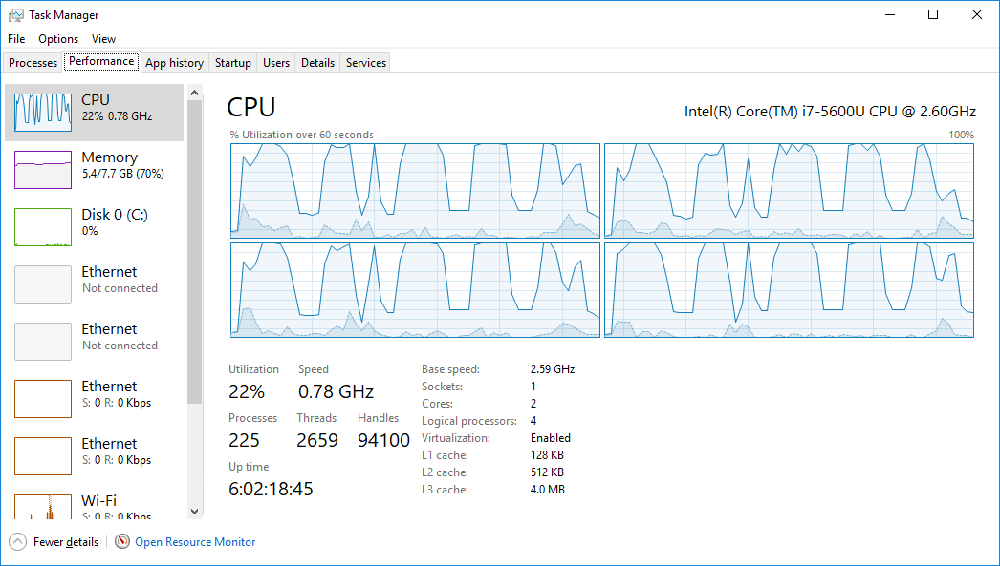 Task Manager
File Options View
Processes Performance App history Startup Users Details Services
CPU
22% 0.78 GHz
Memory
5.4/7.7 GB (70%)
Disk 0 (C:)
0%
Ethernet
Not connected
Ethernet
Not connected
Ethernet
S: 0 R: 0 Kbps
Ethernet
S: 0 R: 0 Kbps
Wi-Fi
S: 0 R: 0 Kbps
CPU
Intel(R) Core(TM) i7-5600U CPU @ 2.60GHz
% Utilization over 60 seconds 100%
Utilization Speed
22% 0.78 GHz
Processes Threads Handles
225 2659 94100
Up time
6:02:18:45
Base speed: 2.59 GHz
Sockets: 1
Cores: 2
Logical processors: 4
Virtualization: Enabled
L1 cache: 128 KB
L2 cache: 512 KB
L3 cache: 4.0 MB
Fewer details Open Resource Monitor